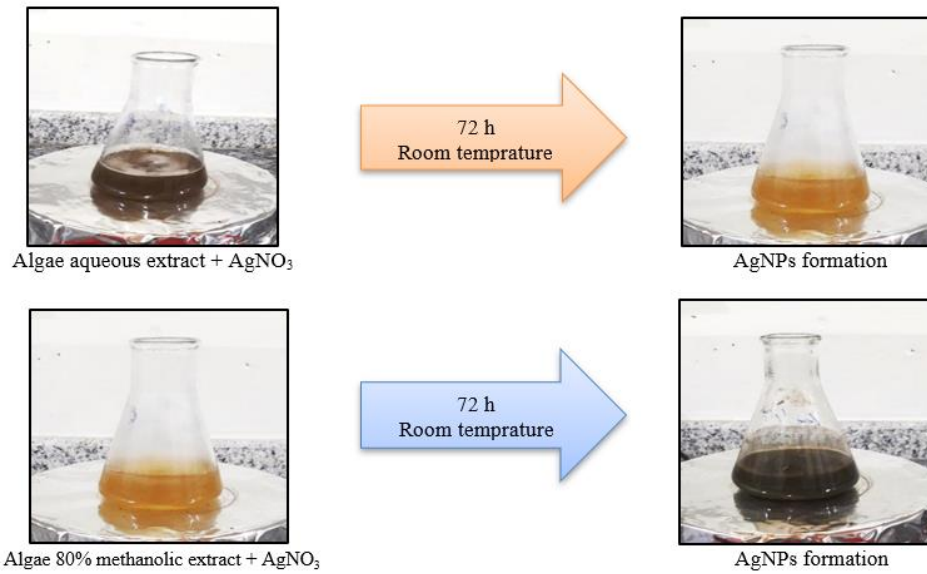 72 h
Room temprature
Algae aqueous extract + AgNO₃
AgNPs formation
72 h
Room temprature
Algae 80% methanolic extract + AgNO₃
AgNPs formation